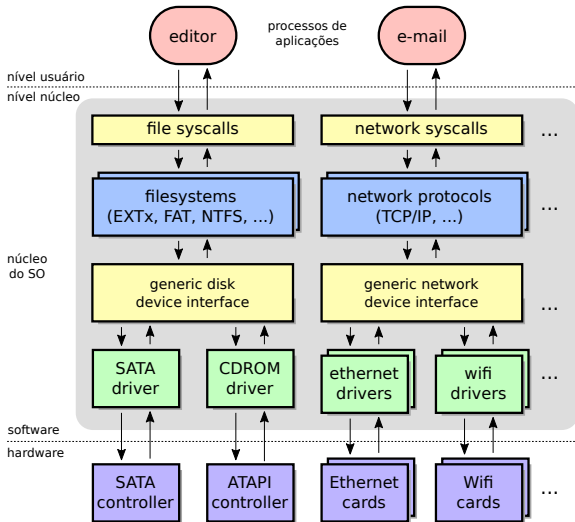 editor
processos de
aplicações
e-mail
nível usuário
nível núcleo
file syscalls
network syscalls
...
filesystems
(EXTx, FAT, NTFS, ...)
network protocols
(TCP/IP, ...)
...
núcleo
do SO
generic disk
device interface
generic network
device interface
...
SATA
driver
CDROM
driver
ethernet
drivers
wifi
drivers
...
software
hardware
SATA
controller
ATAPI
controller
Ethernet
cards
Wifi
cards
...